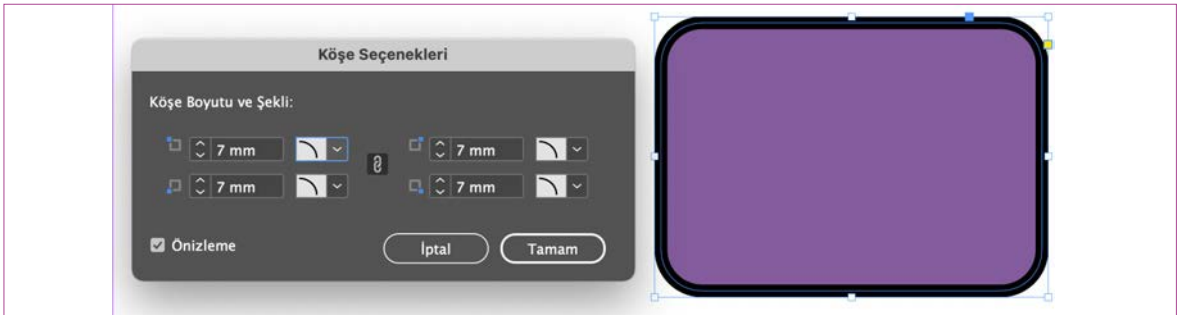 Köşe Seçenekleri
Köşe Boyutu ve Şekli:
7 mm 7 mm
7 mm 7 mm
Önizleme İptal Tamam